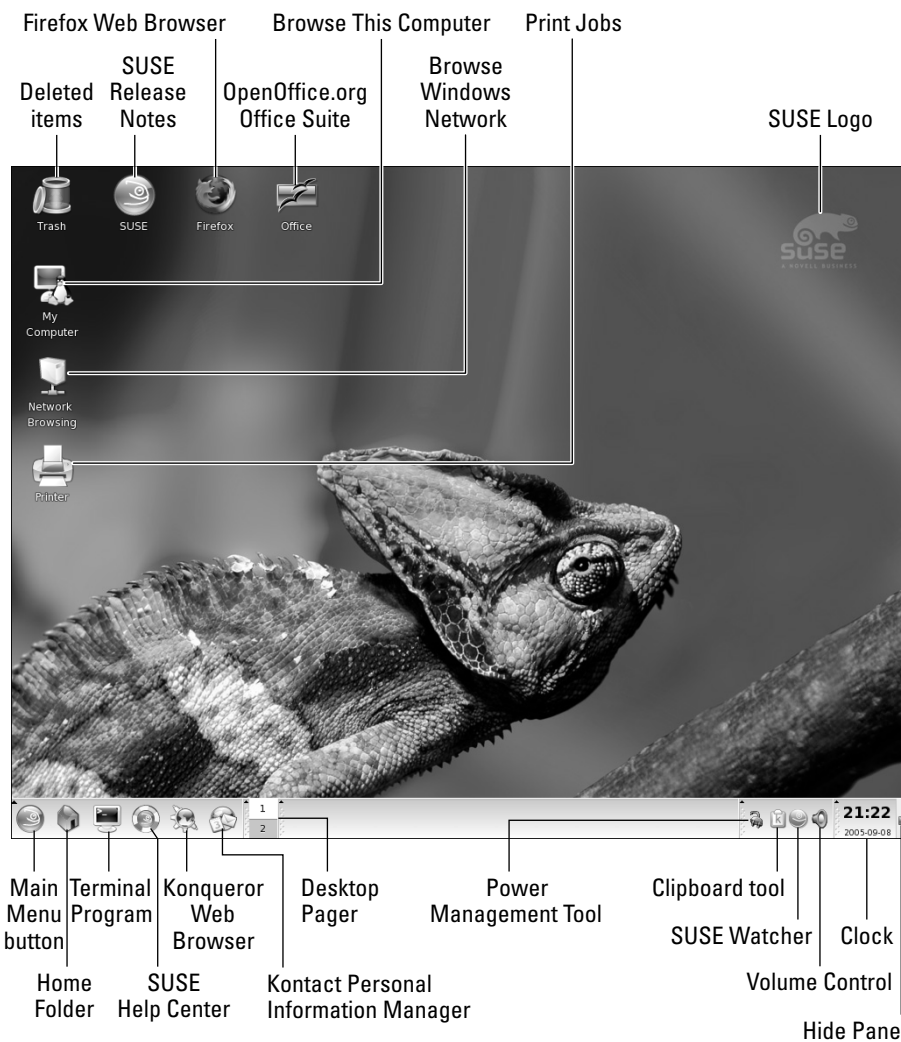 Firefox Web Browser
Browse This Computer
Print Jobs
Deleted
items
SUSE
Release
Notes
OpenOffice.org
Office Suite
Browse
Windows
Network
SUSE Logo
Trash
SUSE
Firefox
Office
suse
A NOVELL BUSINESS
My
Computer
Network
Browsing
Printer
1
2
21:22
2005-09-08
Main
Menu
button
Terminal
Program
Konqueror
Web
Browser
Desktop
Pager
Power
Management Tool
Clipboard tool
SUSE Watcher
Clock
Home
Folder
SUSE
Help Center
Kontact Personal
Information Manager
Volume Control
Hide Pane